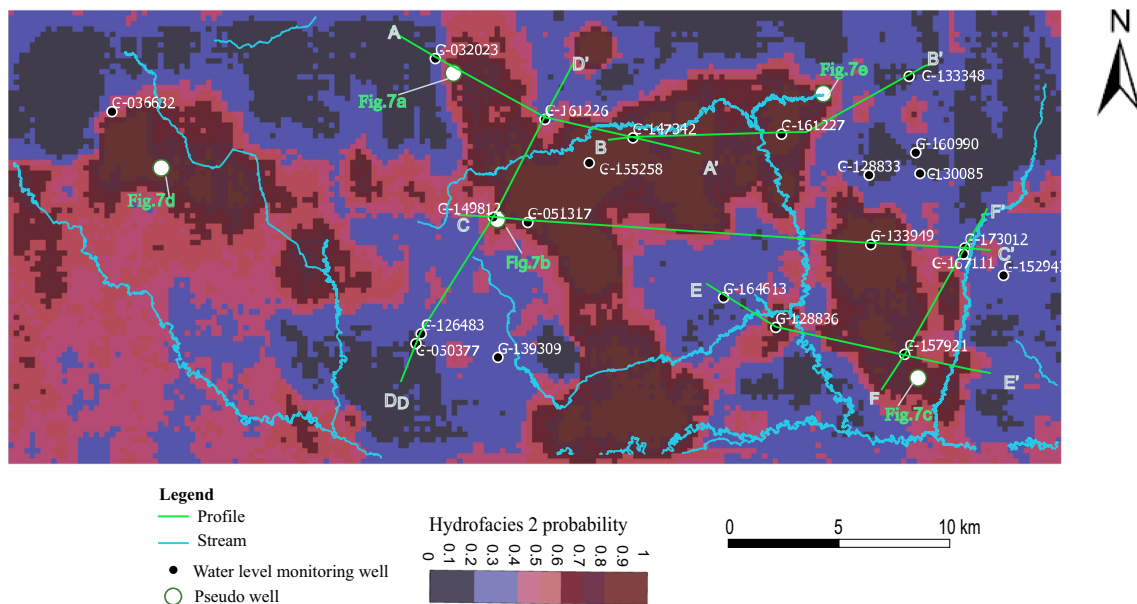 N
A
G-032023
D'
B'
Fig.7a
Fig.7e
G-133348
G-036632
G-161226
G-147342
G-161227
B
G-160990
G-155258
A'
G-128833
G-130085
Fig.7d
G-149812
C
G-051317
F'
G-133949
G-173012
C'
G-167111
Fig.7b
G-15294
E
G-164613
G-126483
G-128836
G-050377
G-139309
G-157921
E'
D
D
F
Fig.7c
Legend
Profile
Stream
Water level monitoring well
Pseudo well
Hydrofacies 2 probability
0
0.1
0.2
0.3
0.4
0.5
0.6
0.7
0.8
0.9
1
0 5 10 km